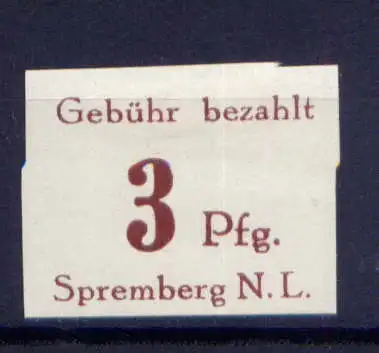 Gebühr bezahlt
3 Pfg.
Spremberg N. L.